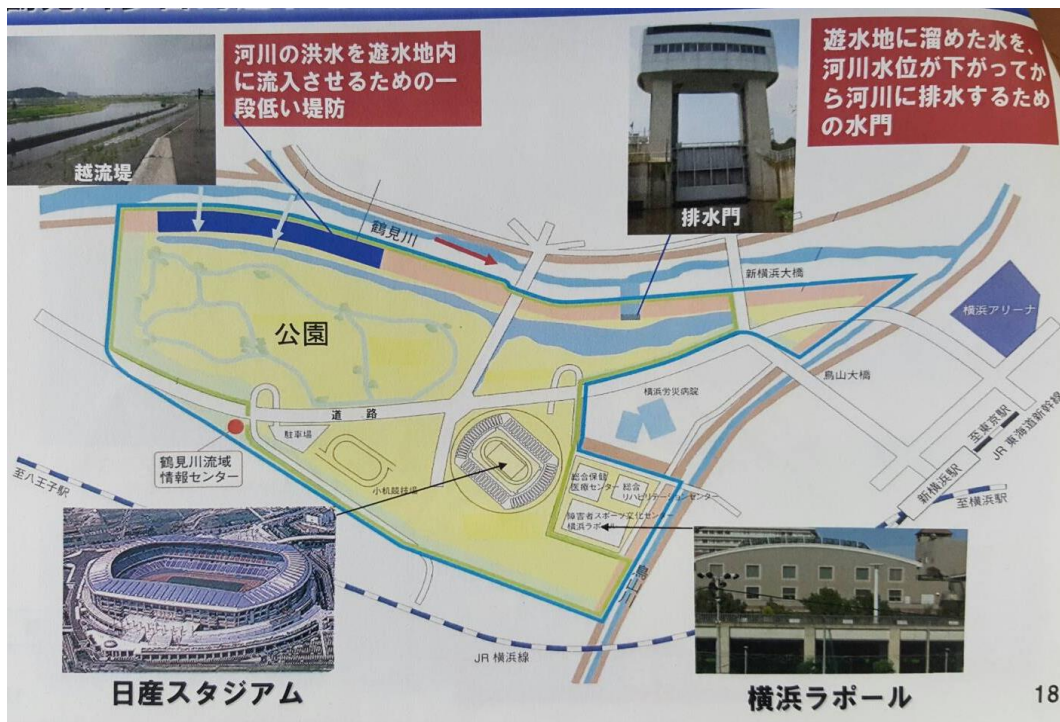 河川の洪水を遊水地内
に流入させるための一
段低い堤防
遊水地に溜めた水を、
河川水位が下がってか
ら河川に排水するため
の水門
越流堤
排水門
鶴見川
新横浜大橋
横浜アリーナ
公園
鳥山大橋
横浜労災病院
道路
駐車場
小机競技場
鶴見川流域
情報センター
総合保健
医療センター
総合
リハビリテーションセンター
障害者スポーツ文化センター
横浜ラポール
至東京駅
JR東海道新幹線
新横浜駅
至横浜駅
至八王子駅
鳥山川
JR横浜線
日産スタジアム
横浜ラポール
18